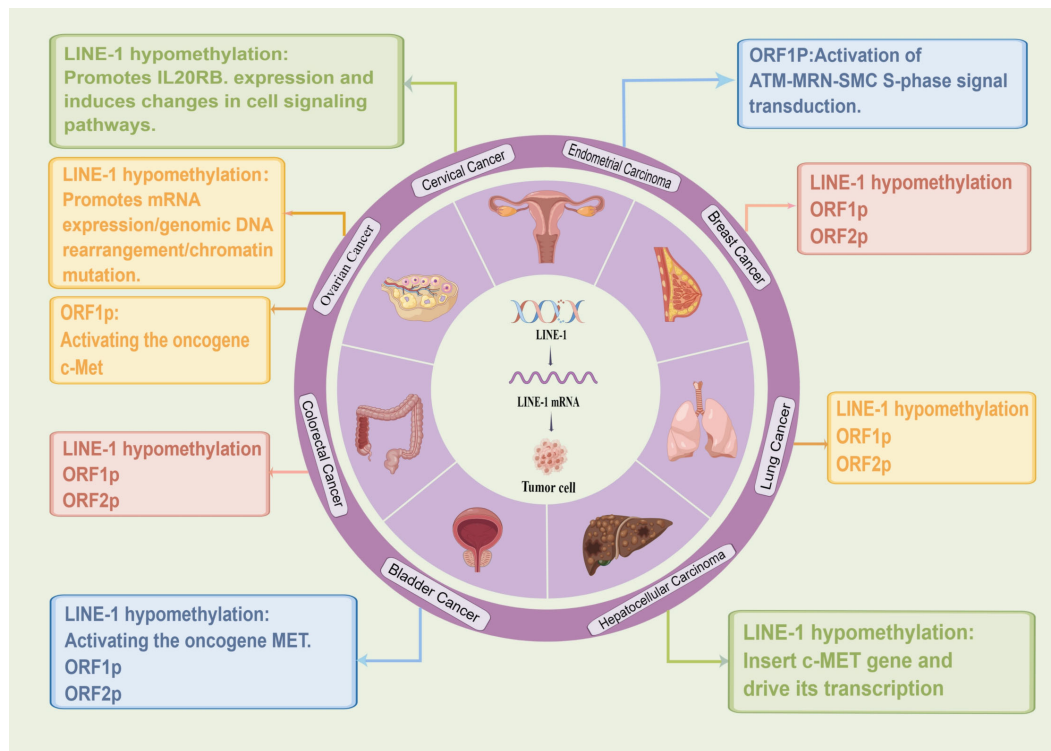 LINE-1 hypomethylation:
Promotes IL20RB. expression and
induces changes in cell signaling
pathways.
ORF1P:Activation of
ATM-MRN-SMC S-phase signal
transduction.
LINE-1 hypomethylation:
Promotes mRNA
expression/genomic DNA
rearrangement/chromatin
mutation.
ORF1p:
Activating the oncogene
c-Met
LINE-1 hypomethylation
ORF1p
ORF2p
LINE-1 hypomethylation:
Activating the oncogene MET.
ORF1p
ORF2p
Cervical Cancer
Endometrial Carcinoma
Ovarian Cancer
Breast Cancer
Colorectal Cancer
Lung Cancer
Bladder Cancer
Hepatocellular Carcinoma
LINE-1
LINE-1 mRNA
Tumor cell
LINE-1 hypomethylation
ORF1p
ORF2p
LINE-1 hypomethylation
ORF1p
ORF2p
LINE-1 hypomethylation:
Insert c-MET gene and
drive its transcription